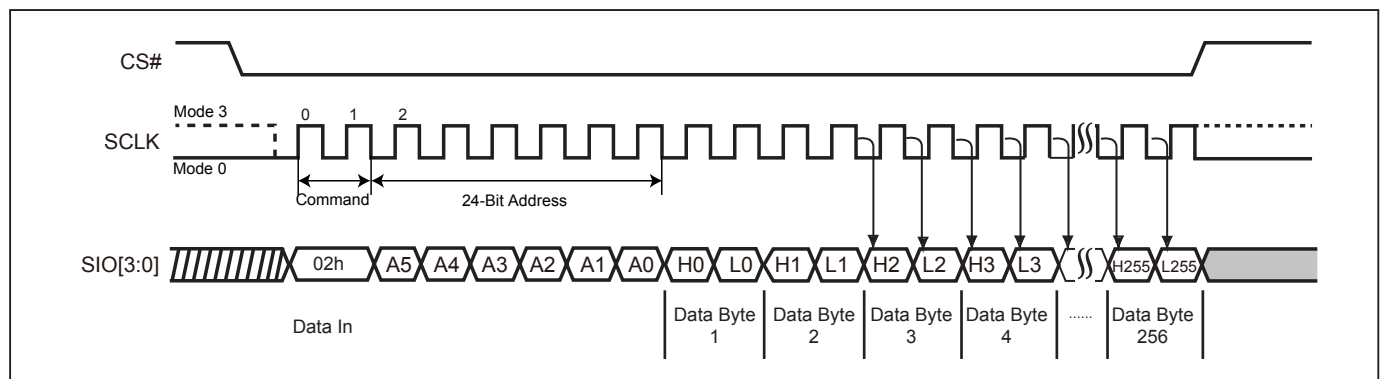 CS#
Mode 3
0 1 2
SCLK
Mode 0
Command
24-Bit Address
SIO[3:0]
02h A5 A4 A3 A2 A1 A0 H0 L0 H1 L1 H2 L2 H3 L3 H255 L255
Data In
Data Byte 1
Data Byte 2
Data Byte 3
Data Byte 4
......
Data Byte 256